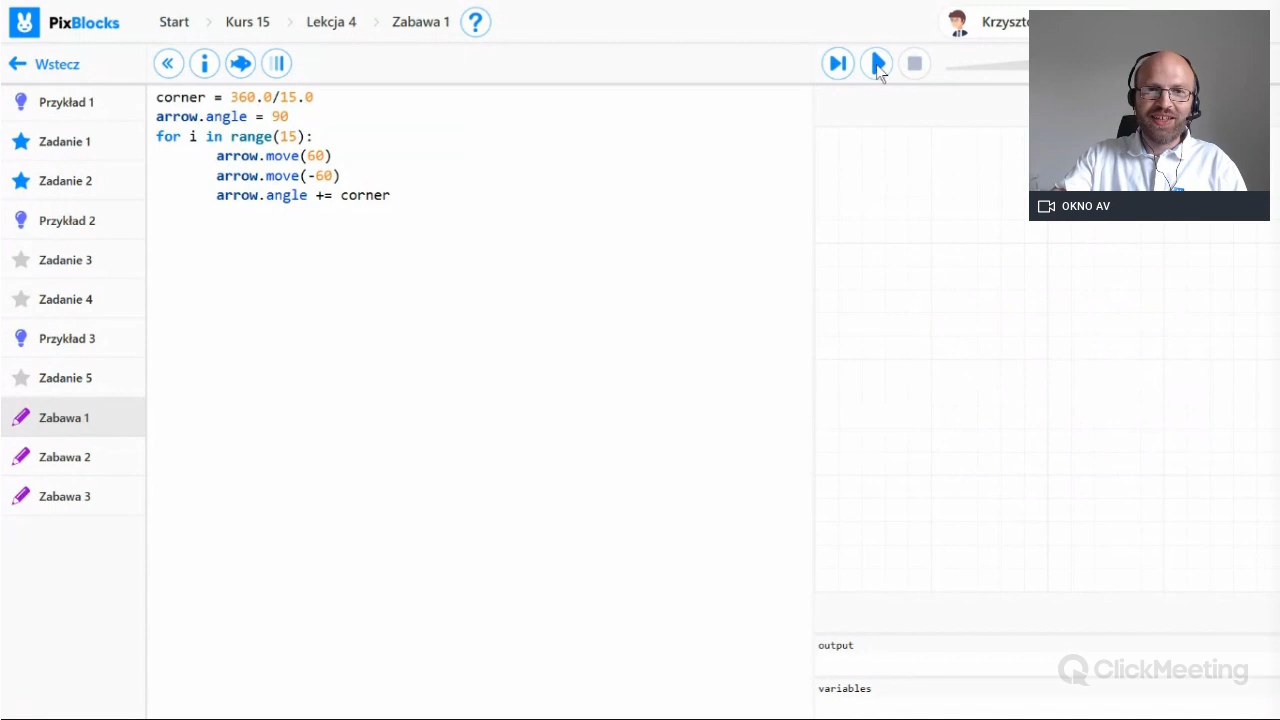 PixBlocks
Start
Kurs 15
Lekcja 4
Zabawa 1
?
Wstecz
Przykład 1
Zadanie 1
Zadanie 2
Przykład 2
Zadanie 3
Zadanie 4
Przykład 3
Zadanie 5
Zabawa 1
Zabawa 2
Zabawa 3
corner = 360.0/15.0
arrow.angle = 90
for i in range(15):
arrow.move(60)
arrow.move(-60)
arrow.angle += corner
OKNO AV
output
variables
ClickMeeting